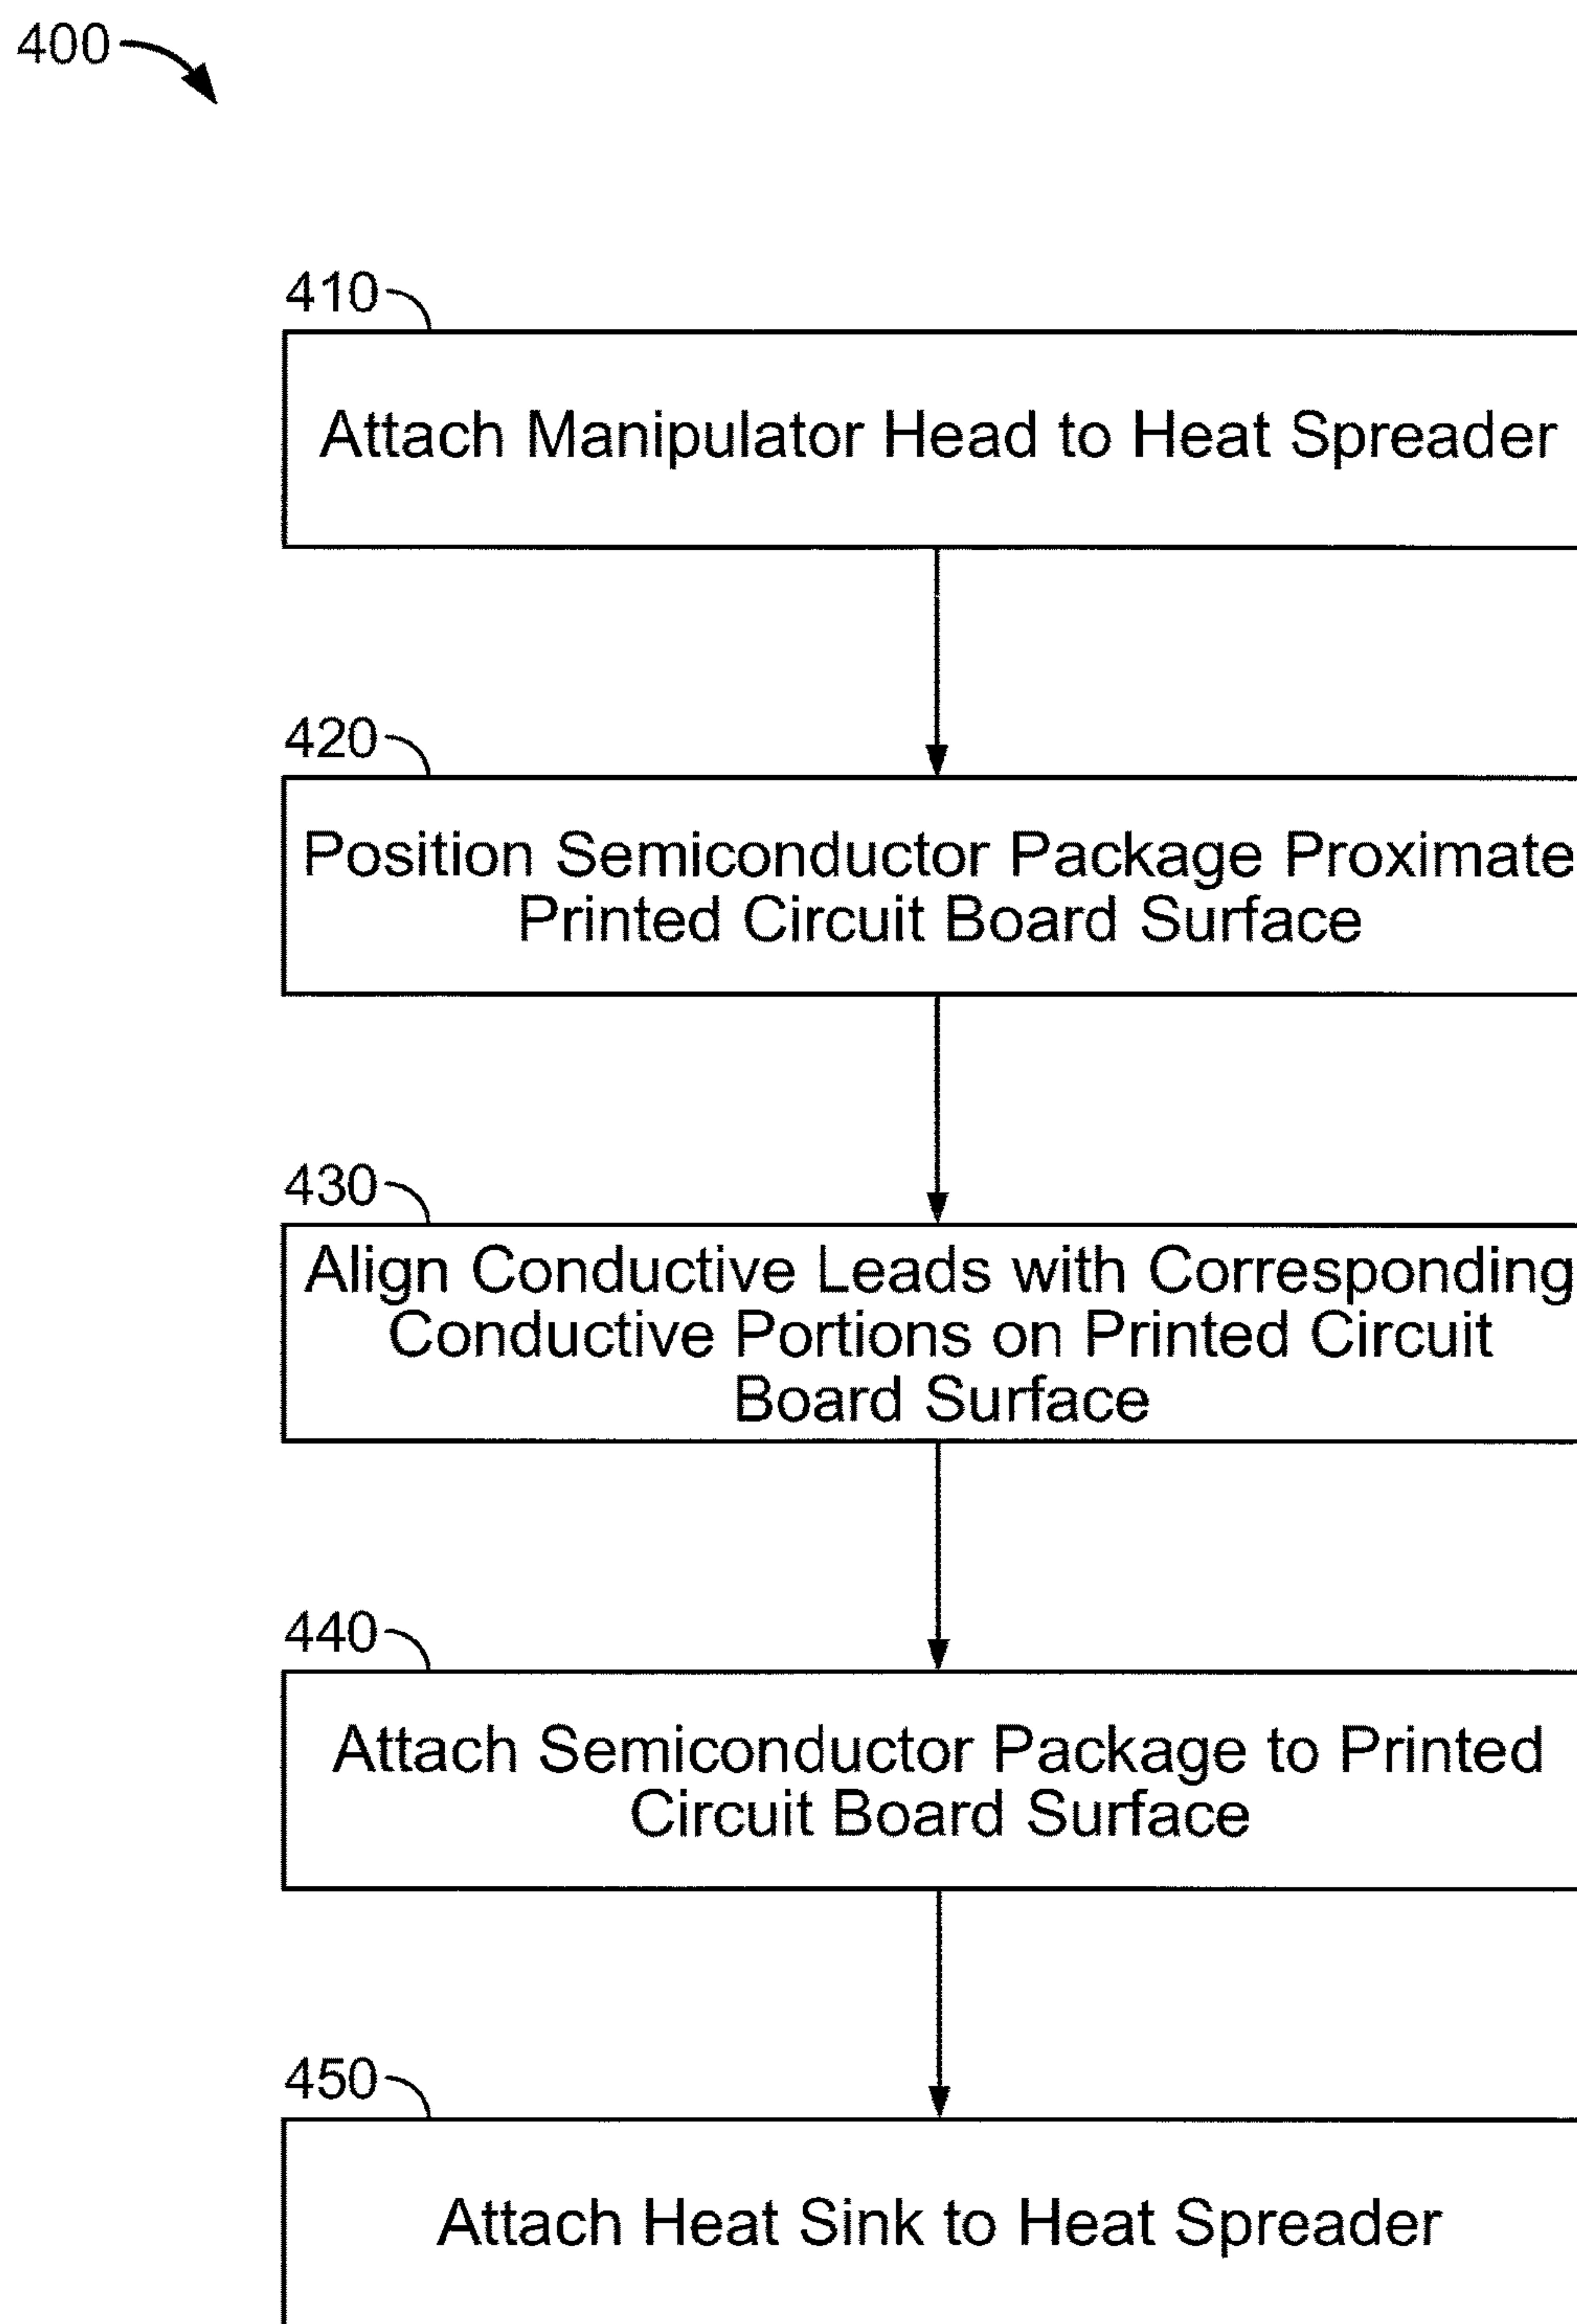 400
410
Attach Manipulator Head to Heat Spreader
420
Position Semiconductor Package Proximate
Printed Circuit Board Surface
430
Align Conductive Leads with Corresponding
Conductive Portions on Printed Circuit
Board Surface
440
Attach Semiconductor Package to Printed
Circuit Board Surface
450
Attach Heat Sink to Heat Spreader